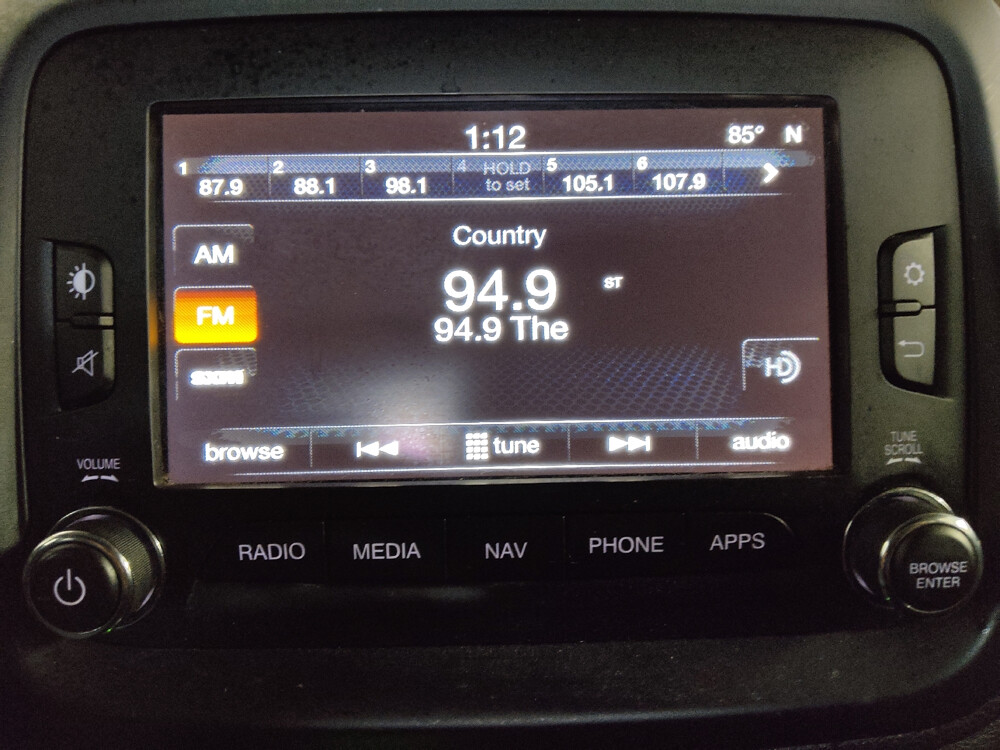 1:12
85° N
1 2 3 4 HOLD 5 6
87.9 88.1 98.1 to set 105.1 107.9
Country
AM
94.9 ST
FM
94.9 The
SXM
HD
browse tune audio
VOLUME
TUNE
SCROLL
RADIO MEDIA NAV PHONE APPS
BROWSE
ENTER